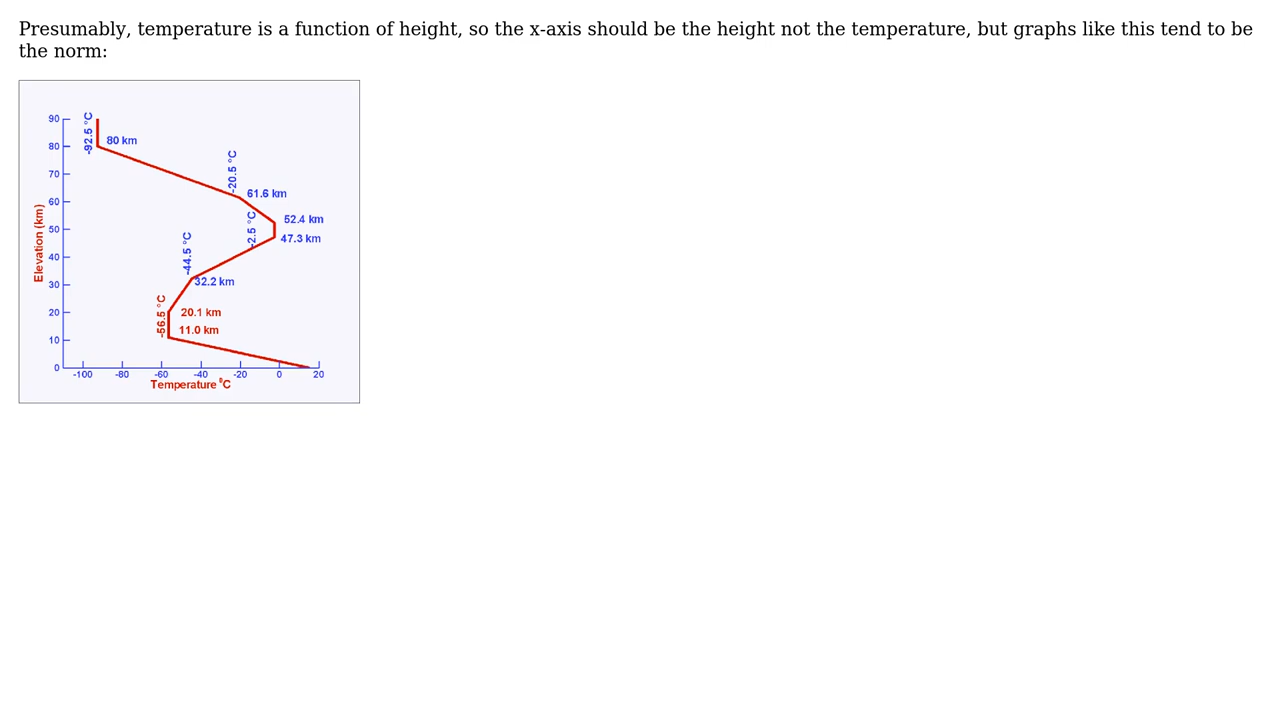 Presumably, temperature is a function of height, so the x-axis should be the height not the temperature, but graphs like this tend to be
the norm:
90
-92.5 °C
80 km
80
-20.5 °C
70
61.6 km
60
52.4 km
-2.5 °C
50
47.3 km
-44.5 °C
40
Elevation (km)
32.2 km
30
-56.5 °C
20.1 km
20
11.0 km
10
0
-100 -80 -60 -40 -20 0 20
Temperature °C